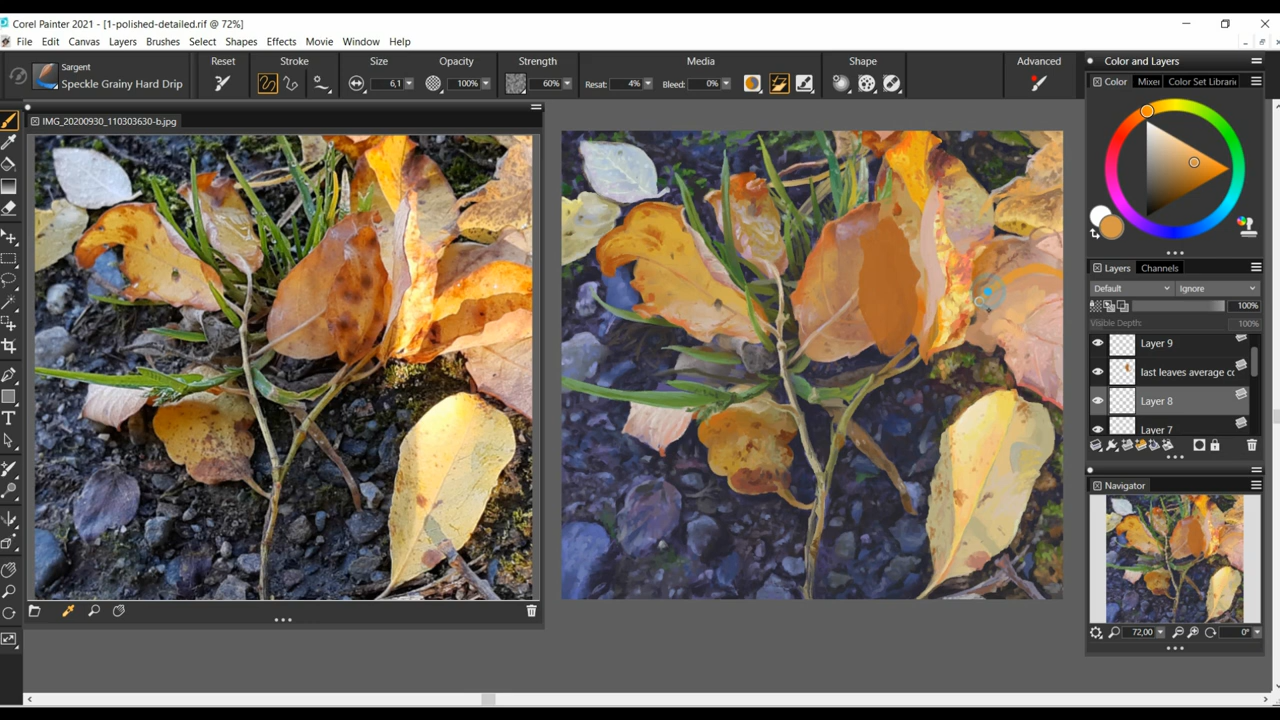 Corel Painter 2021 - [1-polished-detailed.rif @ 72%]
File Edit Canvas Layers Brushes Select Shapes Effects Movie Window Help
Reset Stroke Size Opacity Strength Media Shape Advanced
Sargent
Speckle Grainy Hard Drip
6,1 100% 60% Resat: 4% Bleed: 0%
Color and Layers
Color Mixer Color Set Librari
IMG_20200930_110303630-b.jpg
Layers Channels
Default Ignore
100%
Visible Depth: 100%
Layer 9
last leaves average co
Layer 8
Layer 7
Navigator
72,00 0°